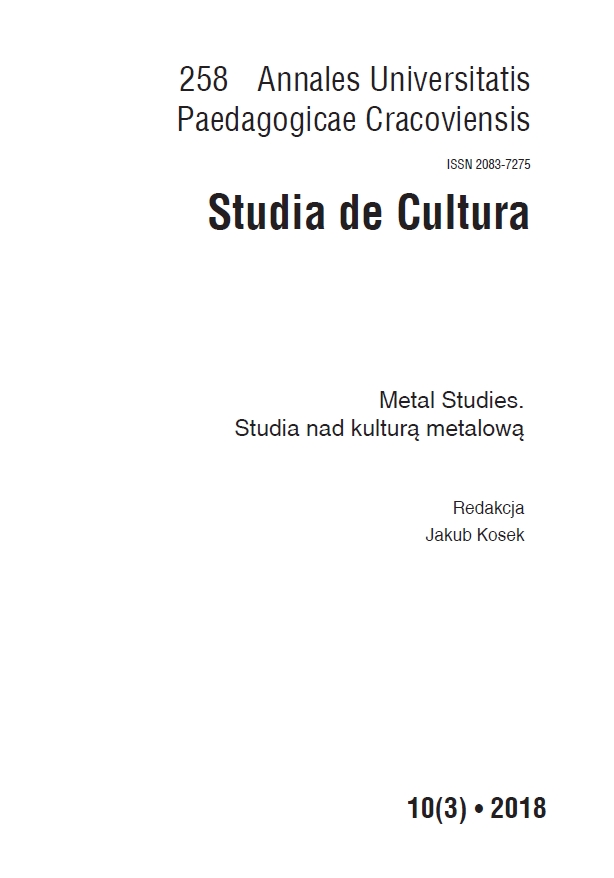 258 Annales Universitatis
Paedagogicae Cracoviensis
ISSN 2083-7275
Studia de Cultura
Metal Studies.
Studia nad kulturą metalową
Redakcja
Jakub Kosek
10(3) • 2018